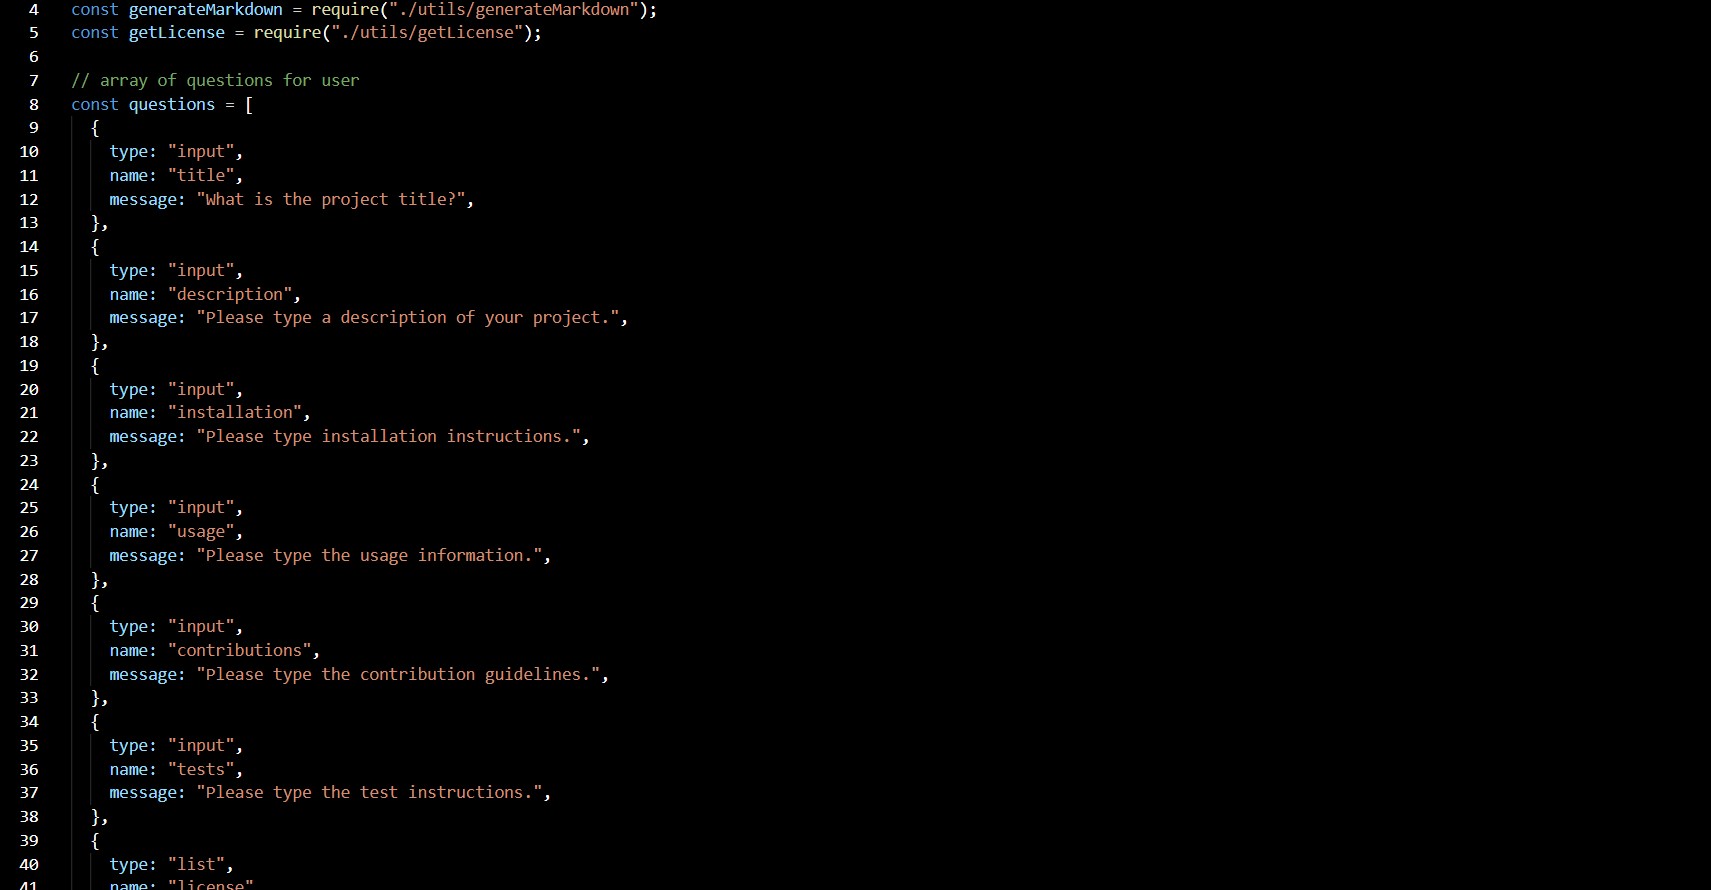 4 const generateMarkdown = require("./utils/generateMarkdown");
5 const getLicense = require("./utils/getLicense");
6
7 // array of questions for user
8 const questions = [
9 {
10 type: "input",
11 name: "title",
12 message: "What is the project title?",
13 },
14 {
15 type: "input",
16 name: "description",
17 message: "Please type a description of your project.",
18 },
19 {
20 type: "input",
21 name: "installation",
22 message: "Please type installation instructions.",
23 },
24 {
25 type: "input",
26 name: "usage",
27 message: "Please type the usage information.",
28 },
29 {
30 type: "input",
31 name: "contributions",
32 message: "Please type the contribution guidelines.",
33 },
34 {
35 type: "input",
36 name: "tests",
37 message: "Please type the test instructions.",
38 },
39 {
40 type: "list",
41 name: "license"